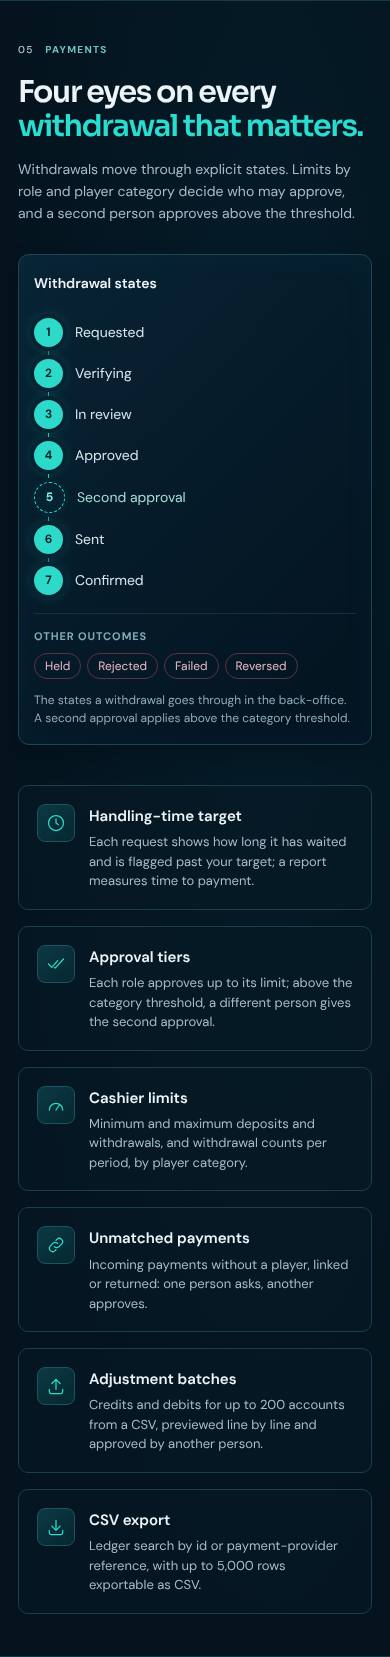 05 PAYMENTS
Four eyes on every
withdrawal that matters.
Withdrawals move through explicit states. Limits by
role and player category decide who may approve,
and a second person approves above the threshold.
Withdrawal states
1 Requested
2 Verifying
3 In review
4 Approved
5 Second approval
6 Sent
7 Confirmed
OTHER OUTCOMES
Held Rejected Failed Reversed
The states a withdrawal goes through in the back-office.
A second approval applies above the category threshold.
Handling-time target
Each request shows how long it has waited
and is flagged past your target; a report
measures time to payment.
Approval tiers
Each role approves up to its limit; above the
category threshold, a different person gives
the second approval.
Cashier limits
Minimum and maximum deposits and
withdrawals, and withdrawal counts per
period, by player category.
Unmatched payments
Incoming payments without a player, linked
or returned: one person asks, another
approves.
Adjustment batches
Credits and debits for up to 200 accounts
from a CSV, previewed line by line and
approved by another person.
CSV export
Ledger search by id or payment-provider
reference, with up to 5,000 rows
exportable as CSV.